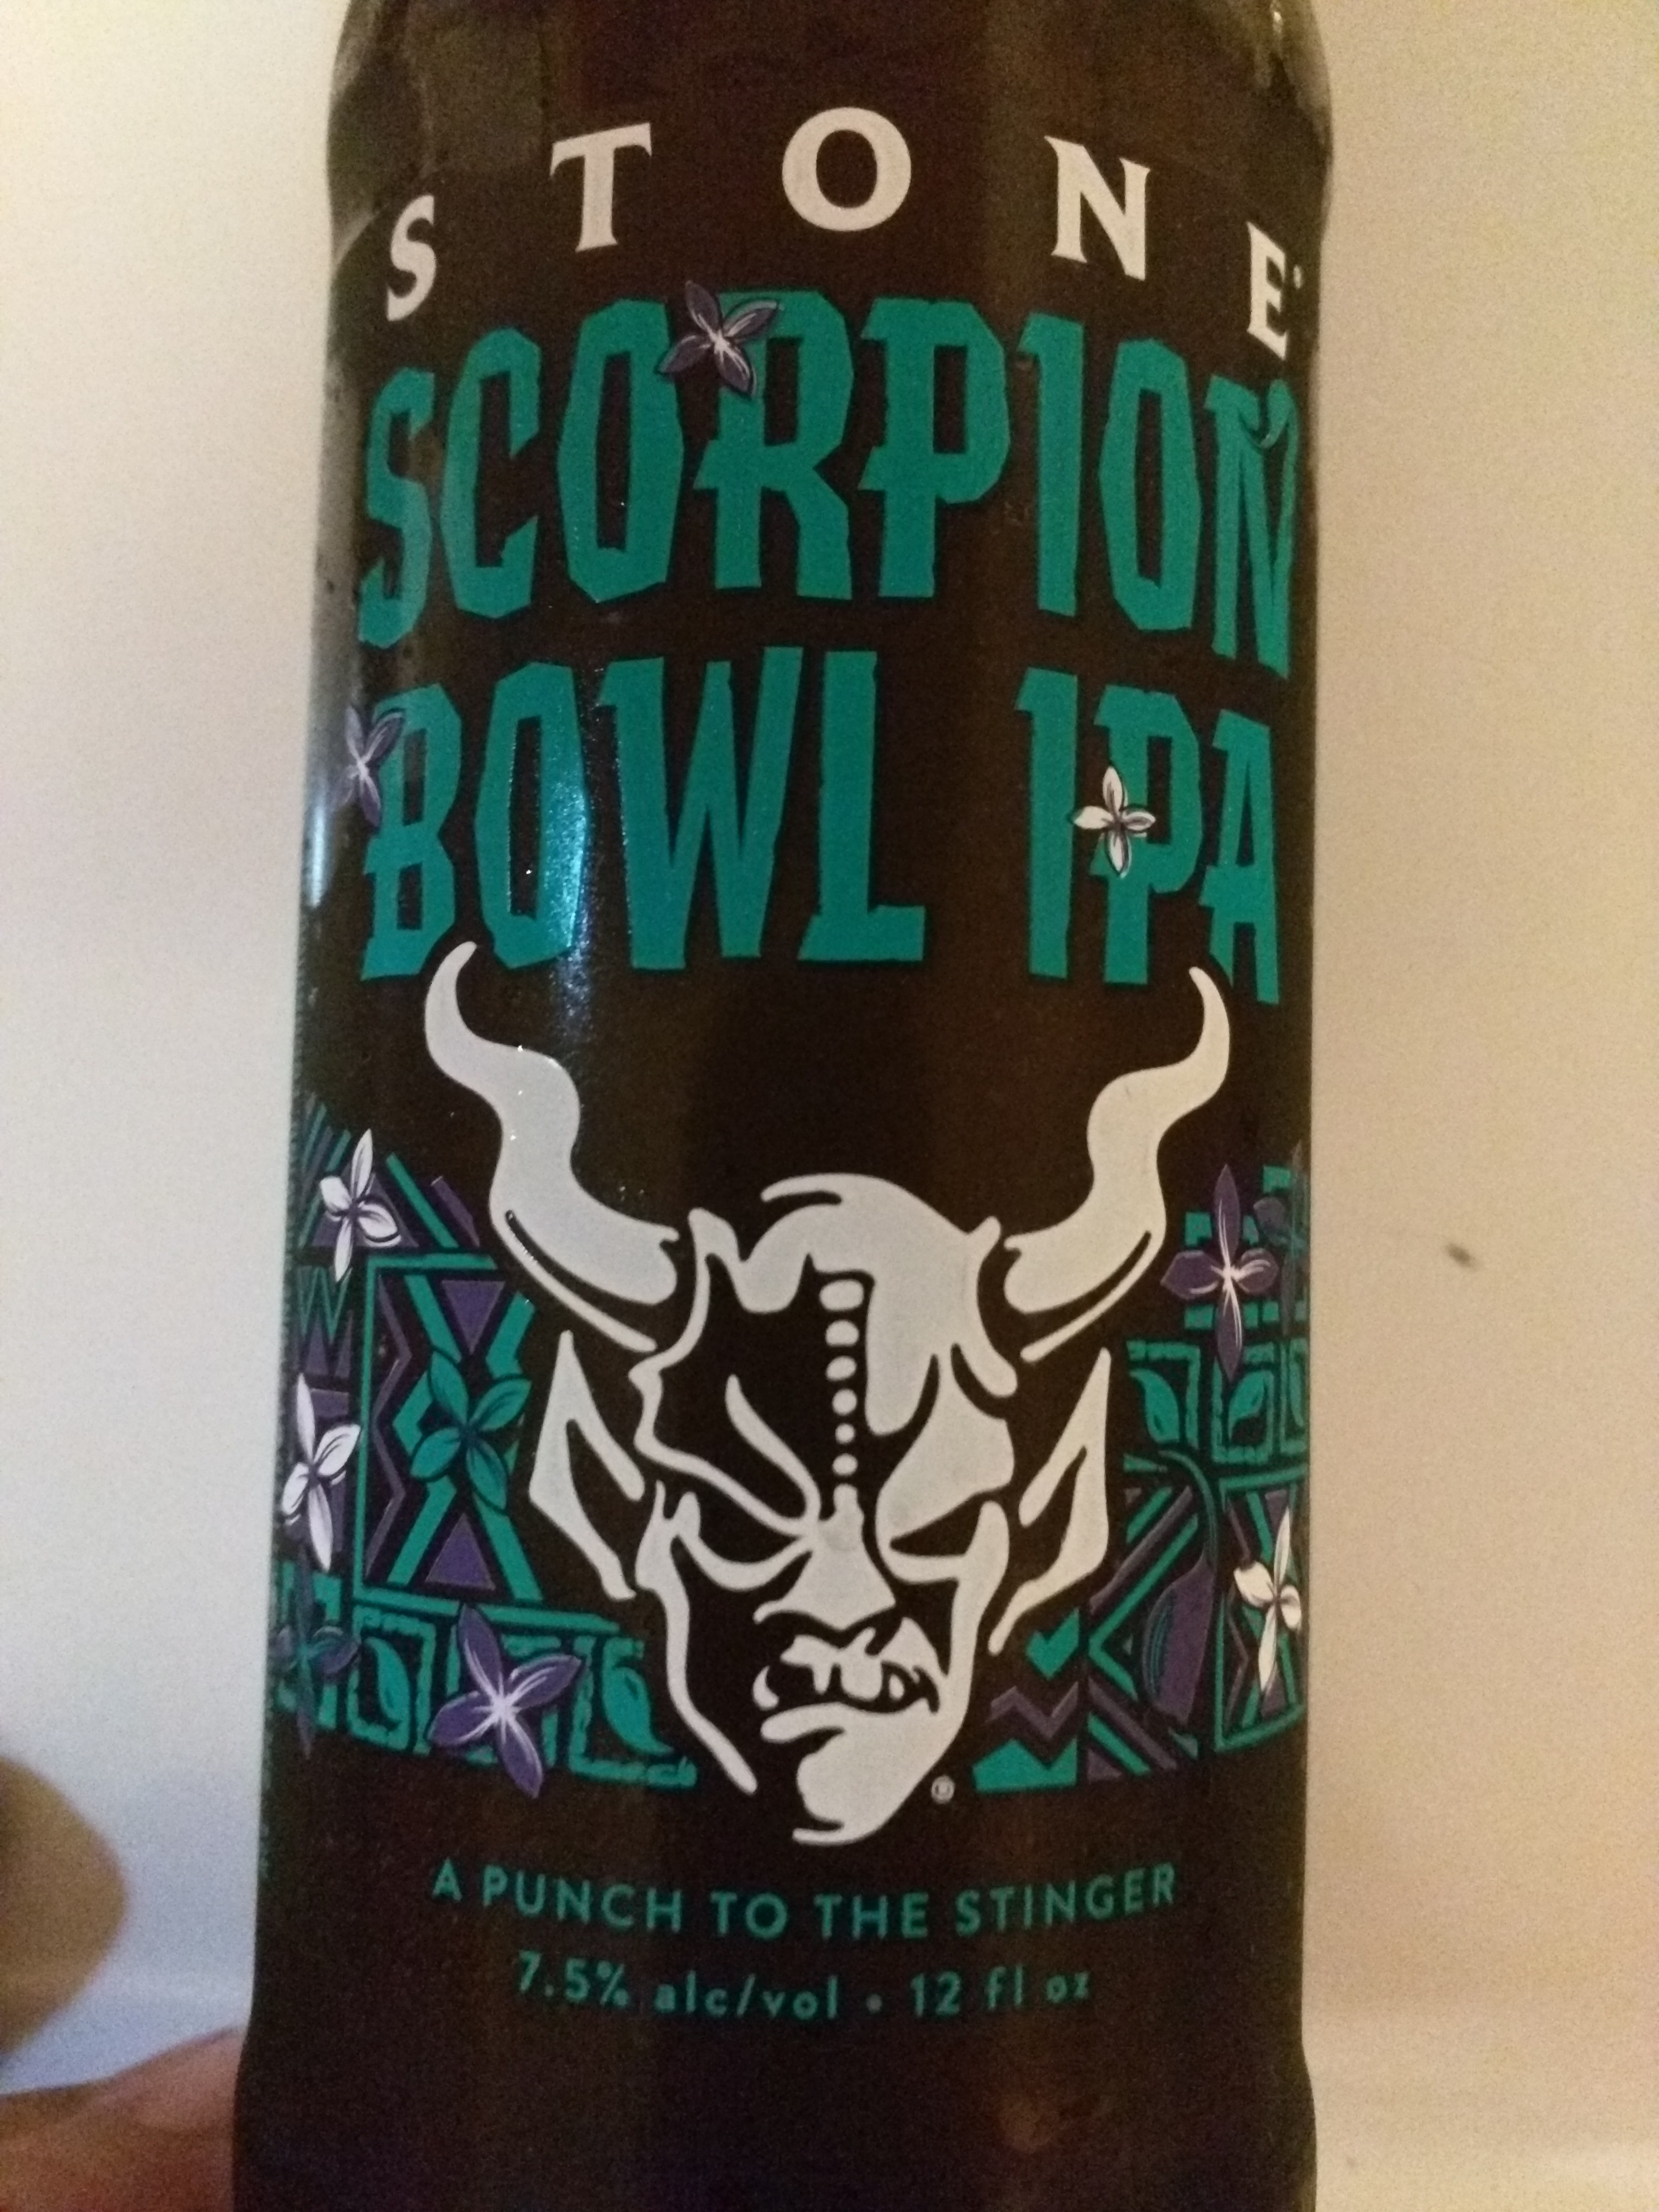 STONE®
SCORPION
BOWL IPA
®
A PUNCH TO THE STINGER
7.5% alc/vol • 12 fl oz